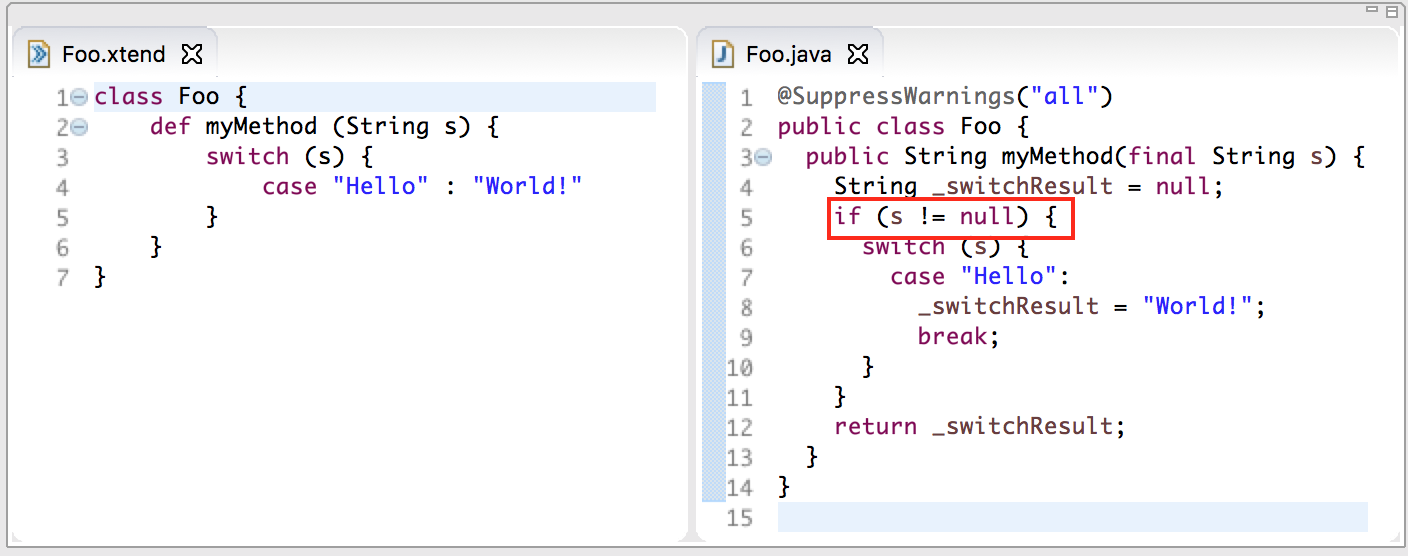 Foo.xtend
1 class Foo {
2     def myMethod (String s) {
3         switch (s) {
4             case "Hello" : "World!"
5         }
6     }
7 }
Foo.java
1 @SuppressWarnings("all")
2 public class Foo {
3   public String myMethod(final String s) {
4     String _switchResult = null;
5     if (s != null) {
6       switch (s) {
7         case "Hello":
8           _switchResult = "World!";
9           break;
10       }
11     }
12     return _switchResult;
13   }
14 }
15